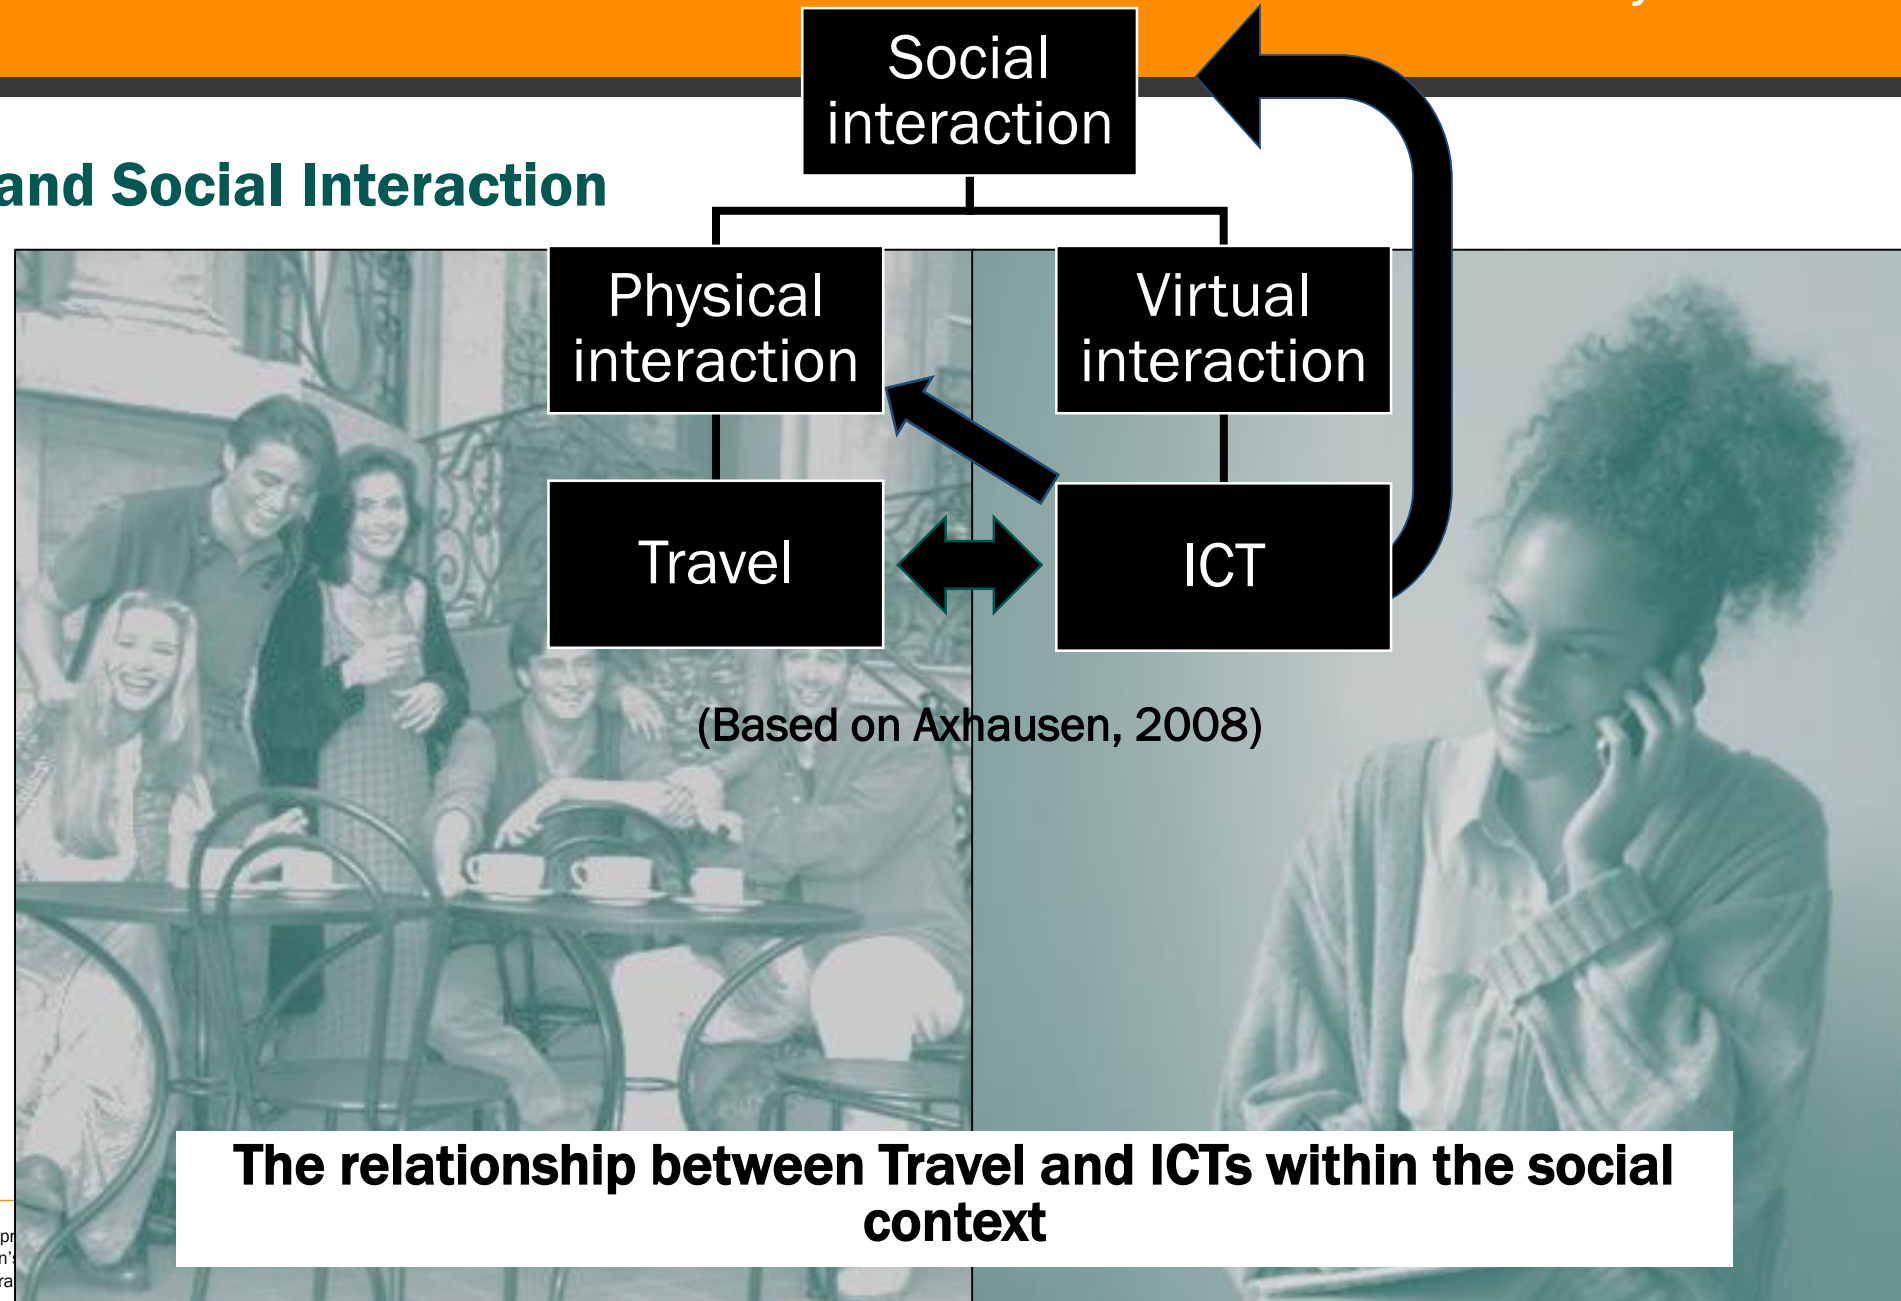 Social
interaction
and Social Interaction
Physical
interaction
Virtual
interaction
Travel
ICT
(Based on Axhausen, 2008)
The relationship between Travel and ICTs within the social
context